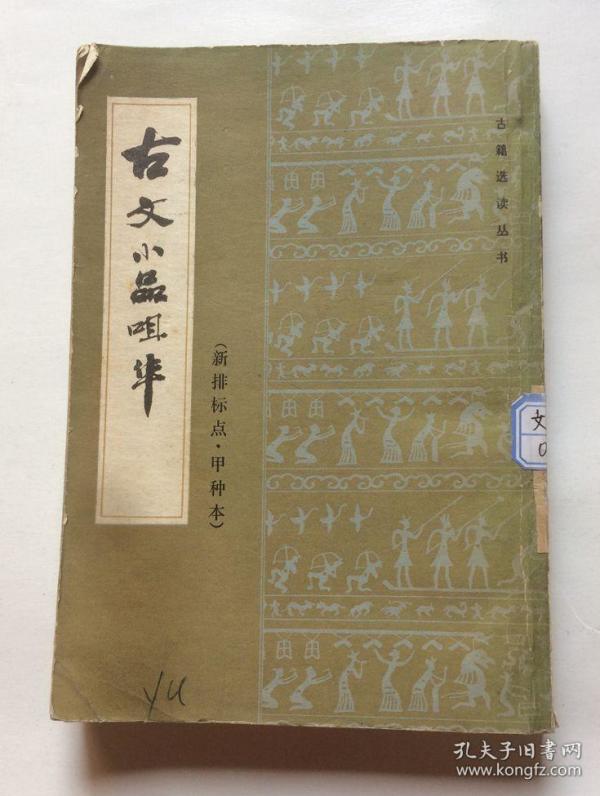 古文小品咀华
(新排标点·甲种本)
古籍选读丛书
文
0
yu
孔夫子旧书网
www.kongfz.com